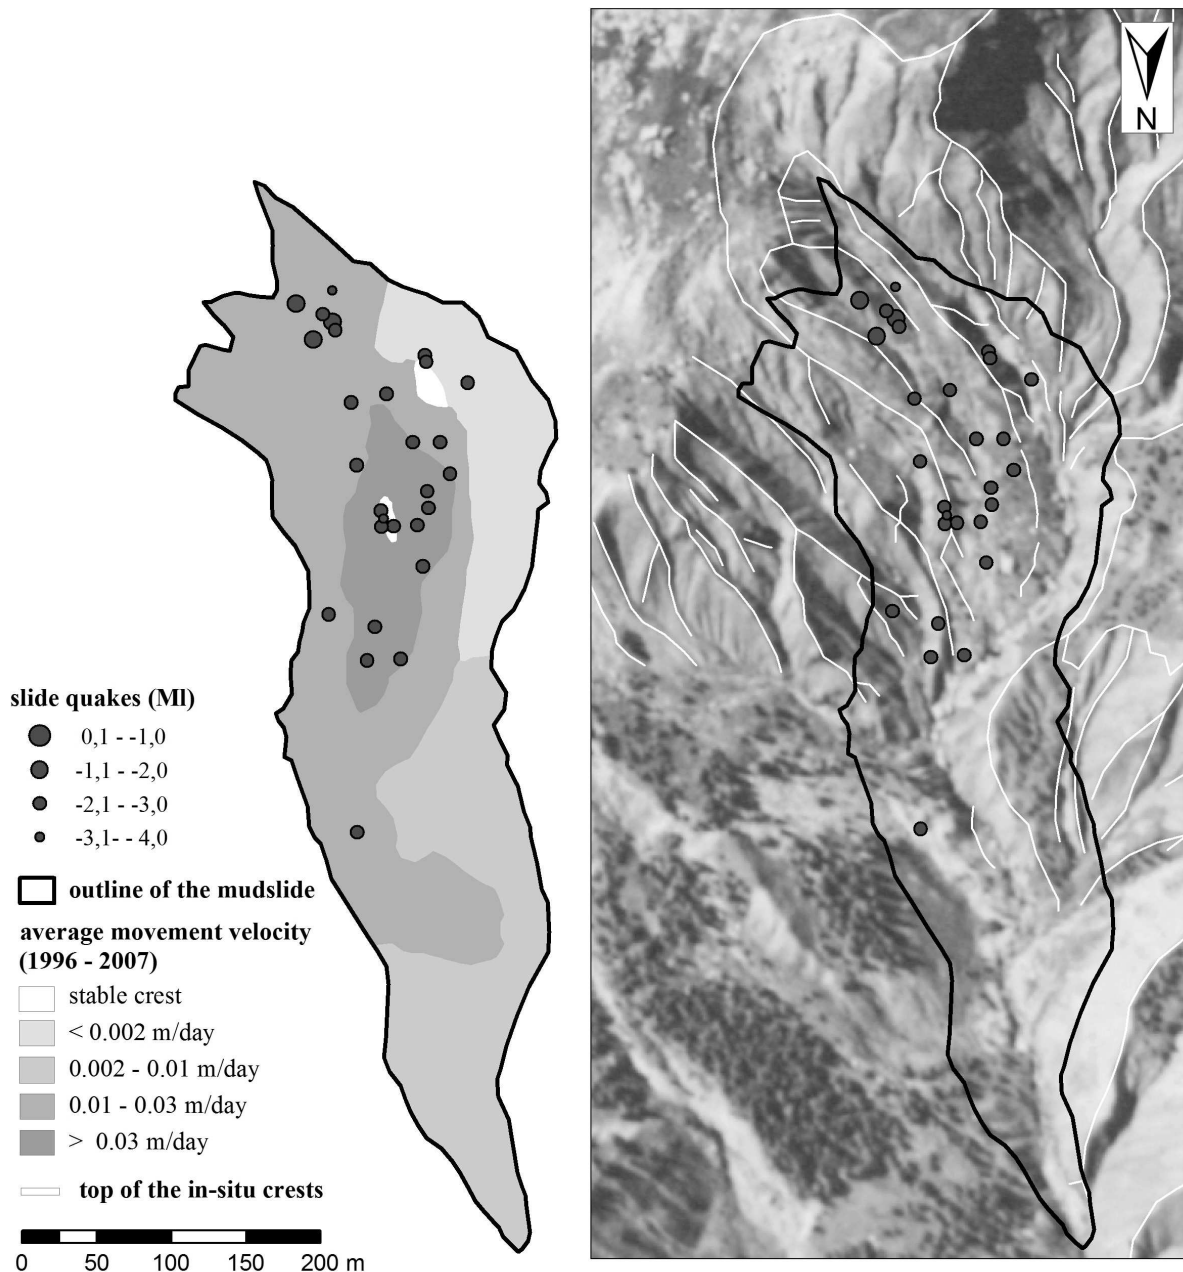 N
slide quakes (Ml)
0,1 - -1,0
-1,1 - -2,0
-2,1 - -3,0
-3,1- - 4,0
outline of the mudslide
average movement velocity
(1996 - 2007)
stable crest
< 0.002 m/day
0.002 - 0.01 m/day
0.01 - 0.03 m/day
> 0.03 m/day
top of the in-situ crests
0 50 100 150 200 m